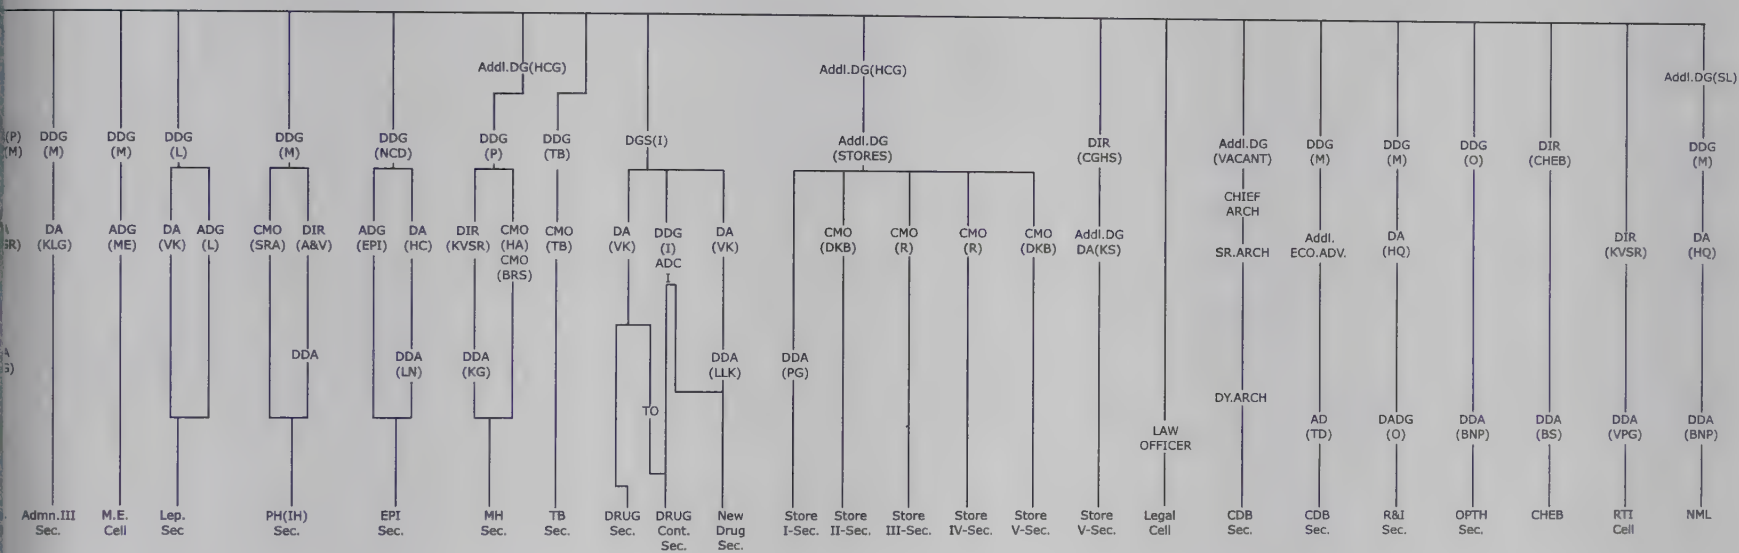 Addl.DG(HCG)
Addl.DG(HCG)
Addl.DG(SL)
(P) DDG DDG DDG DDG DDG DDG DDG DGS(I) Addl.DG DIR Addl.DG DDG DDG DDG DIR DDG
(M) (M) (M) (L) (M) (NCD) (P) (TB) (STORES) (CGHS) (VACANT) (M) (M) (O) (CHEB) (M)
CHIEF
ARCH
DA ADG DA ADG CMO DIR ADG DA DIR CMO CMO DA DDG DA CMO CMO CMO CMO Addl.DG Addl. DA DIR DA
(KLG) (ME) (VK) (L) (SRA) (A&V) (EPI) (HC) (KVSR) (HA) (TB) (VK) (I) (VK) (DKB) (R) (R) (DKB) DA(KS) SR.ARCH ECO.ADV. (HQ) (KVSR) (HQ)
CMO ADC
(BRS) I
DDA DDA DDA DDA DDA
(LN) (KG) (LLK) (PG)
DY.ARCH
TO
LAW AD DADG DDA DDA DDA DDA
OFFICER (TD) (O) (BNP) (BS) (VPG) (BNP)
Admn.III M.E. Lep. PH(IH) EPI MH TB DRUG DRUG New Store Store Store Store Store Store Legal CDB CDB R&I OPTH CHEB RTI NML
Sec. Cell Sec Sec. Sec. Sec. Sec. Sec. Cont. Drug I-Sec. II-Sec. III-Sec. IV-Sec. V-Sec. V-Sec. Cell Sec. Sec. Sec. Sec. Cell
Sec. Sec.